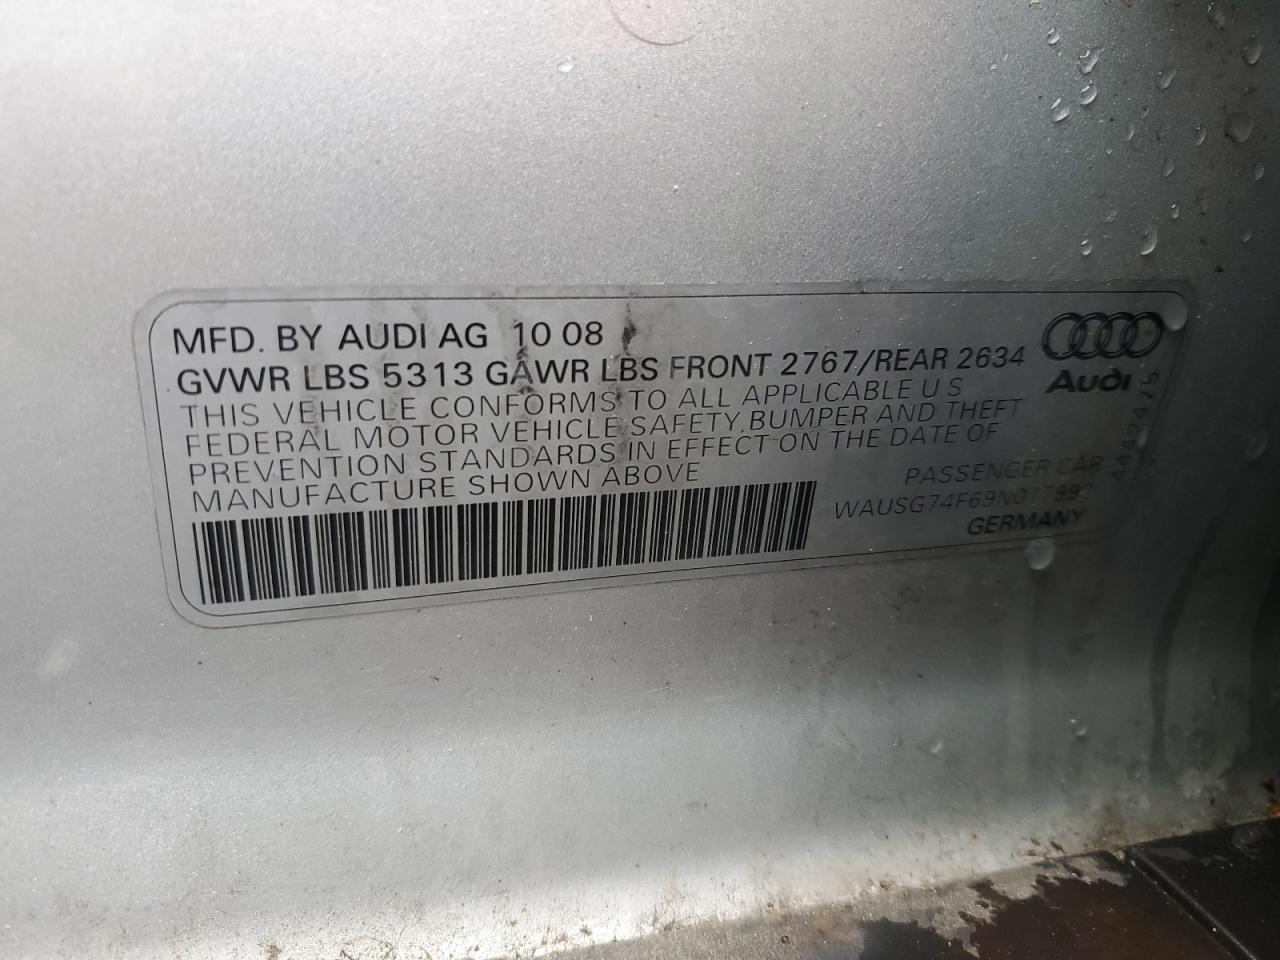 MFD. BY AUDI AG 10 08
GVWR LBS 5313 GAWR LBS FRONT 2767/REAR 2634
Audi
THIS VEHICLE CONFORMS TO ALL APPLICABLE U S
FEDERAL MOTOR VEHICLE SAFETY, BUMPER AND THEFT
PREVENTION STANDARDS IN EFFECT ON THE DATE OF
MANUFACTURE SHOWN ABOVE
PASSENGER CAR
GERMANY